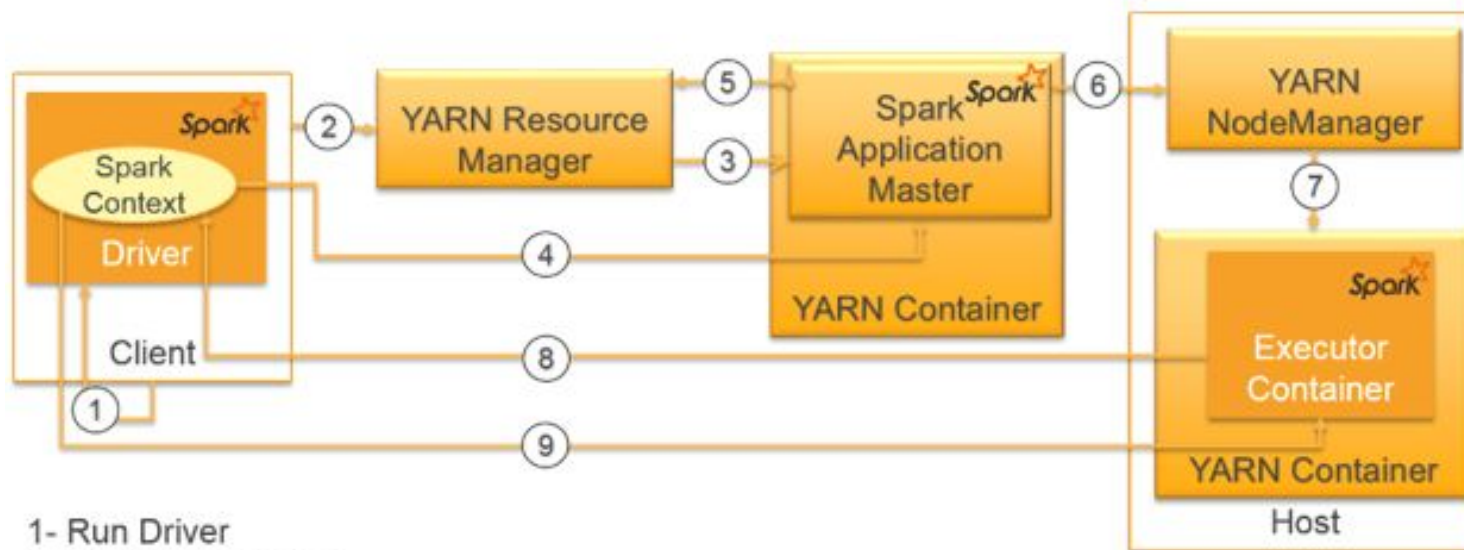 Spark
Spark
Context
Driver
Client
1
2
YARN Resource
Manager
5
3
4
8
9
Spark
Spark
Application
Master
YARN Container
6
YARN
NodeManager
7
Spark
Executor
Container
YARN Container
Host
1- Run Driver